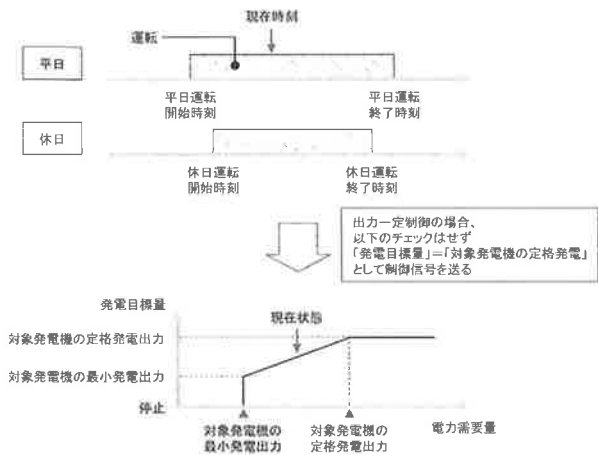 現在時刻
運転
平日
平日運転
開始時刻
平日運転
終了時刻
休日
休日運転
開始時刻
休日運転
終了時刻
出力一定制御の場合、
以下のチェックはせず
「発電目標量」=「対象発電機の定格発電」
として制御信号を送る
発電目標量
現在状態
対象発電機の定格発電出力
対象発電機の最小発電出力
停止
対象発電機の
最小発電出力
対象発電機の
定格発電出力
電力需要量